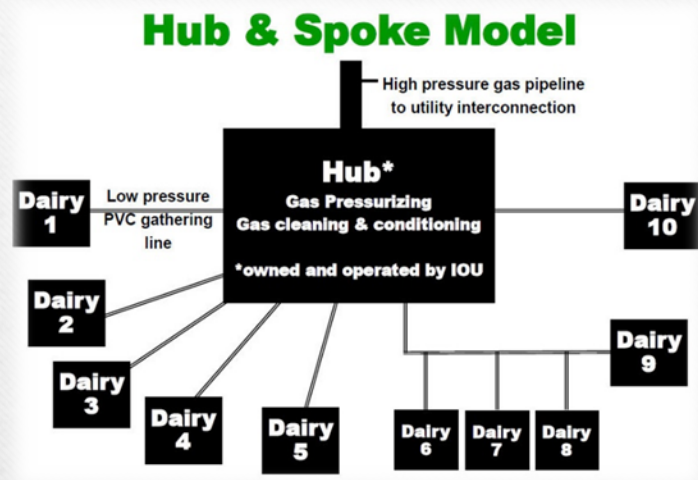 Hub & Spoke Model
High pressure gas pipeline
to utility interconnection
Hub*
Gas Pressurizing
Gas cleaning & conditioning
*owned and operated by IOU
Dairy
1
Low pressure
PVC gathering
line
Dairy
10
Dairy
2
Dairy
3
Dairy
4
Dairy
5
Dairy
6
Dairy
7
Dairy
8
Dairy
9